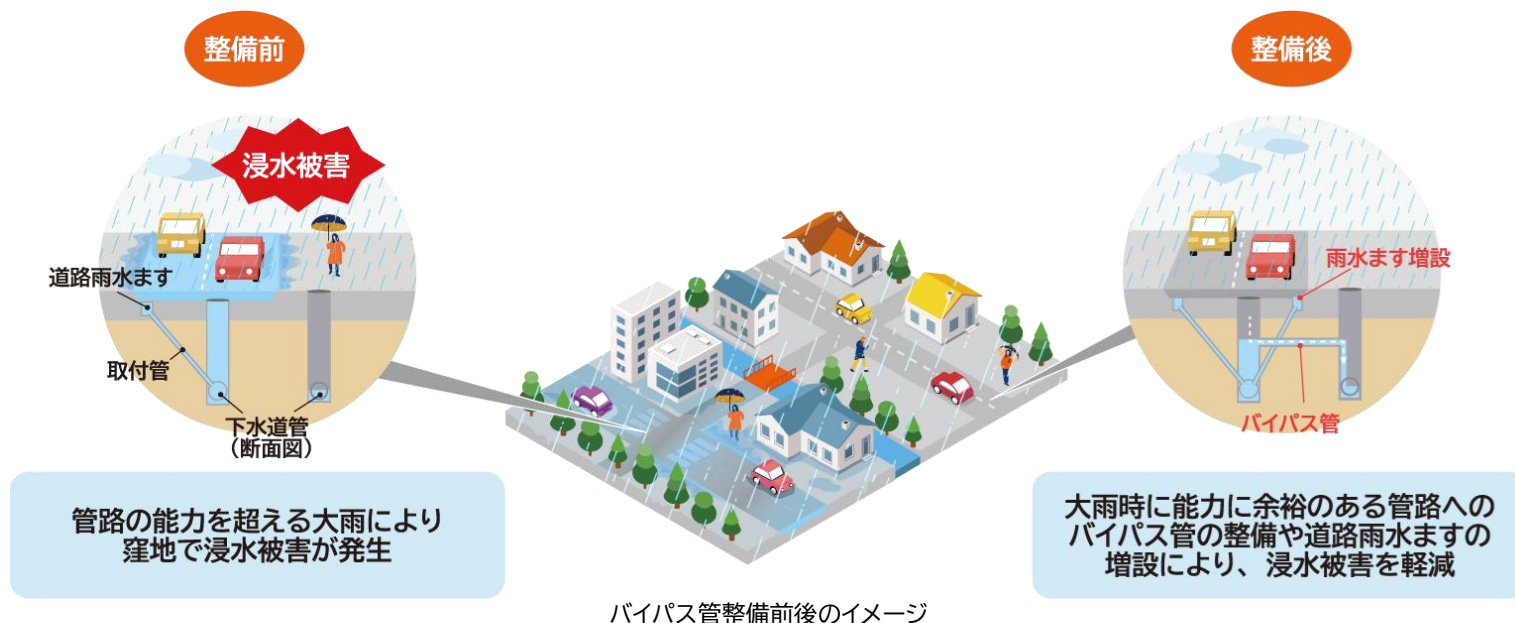 整備前
浸水被害
道路雨水ます
取付管
下水道管
（断面図）
管路の能力を超える大雨により
窪地で浸水被害が発生
整備後
雨水ます増設
バイパス管
大雨時に能力に余裕のある管路への
バイパス管の整備や道路雨水ますの
増設により、浸水被害を軽減
バイパス管整備前後のイメージ